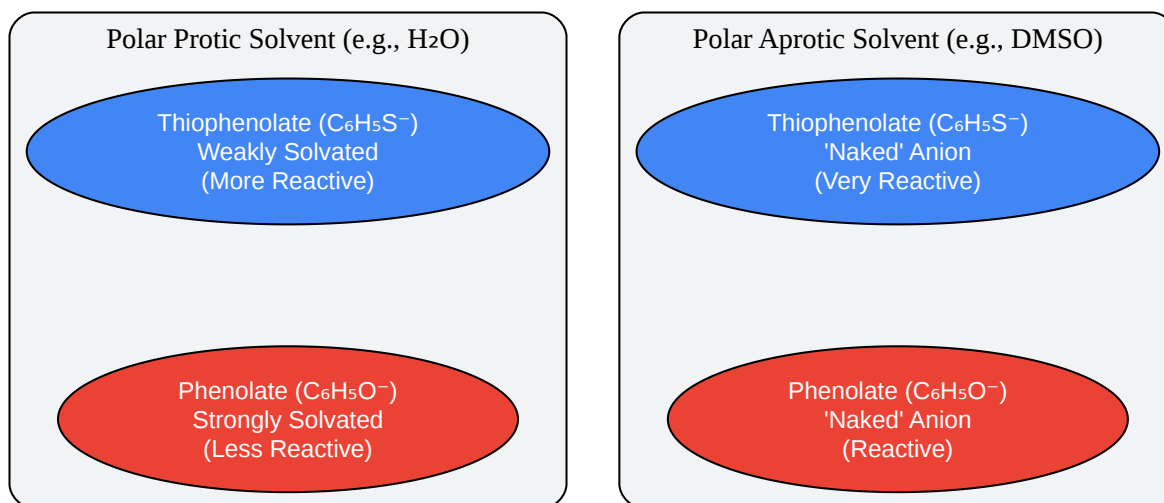 Polar Protic Solvent (e.g., H₂O)
Thiophenolate (C₆H₅S⁻)
Weakly Solvated
(More Reactive)
Phenolate (C₆H₅O⁻)
Strongly Solvated
(Less Reactive)
Polar Aprotic Solvent (e.g., DMSO)
Thiophenolate (C₆H₅S⁻)
'Naked' Anion
(Very Reactive)
Phenolate (C₆H₅O⁻)
'Naked' Anion
(Reactive)